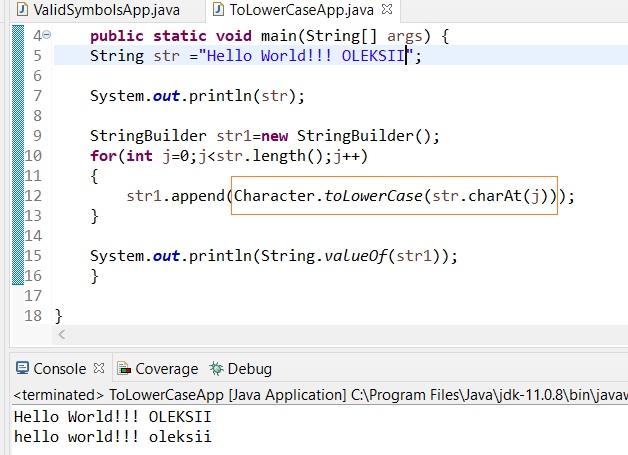 ValidSymbolsApp.java ToLowerCaseApp.java
4 public static void main(String[] args) {
5 String str ="Hello World!!! OLEKSII";
6
7 System.out.println(str);
8
9 StringBuilder str1=new StringBuilder();
10 for(int j=0;j<str.length();j++)
11 {
12 str1.append(Character.toLowerCase(str.charAt(j)));
13 }
14
15 System.out.println(String.valueOf(str1));
16 }
17
18 }
Console Coverage Debug
<terminated> ToLowerCaseApp [Java Application] C:\Program Files\Java\jdk-11.0.8\bin\javaw
Hello World!!! OLEKSII
hello world!!! oleksii